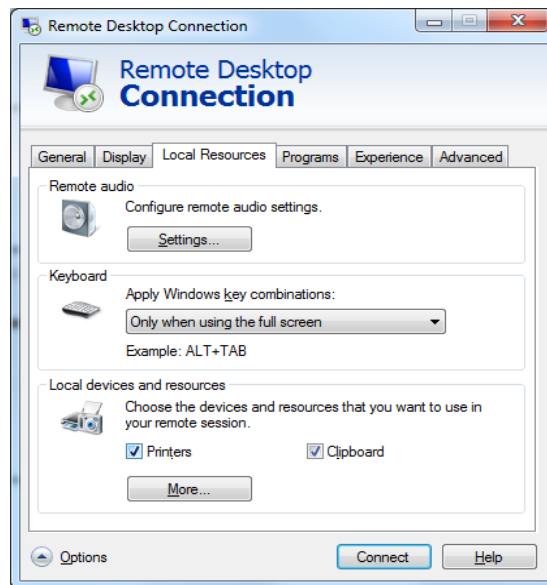 Remote Desktop Connection
Remote Desktop
Connection
General Display Local Resources Programs Experience Advanced
Remote audio
Configure remote audio settings.
Settings...
Keyboard
Apply Windows key combinations:
Only when using the full screen
Example: ALT+TAB
Local devices and resources
Choose the devices and resources that you want to use in
your remote session.
Printers Clipboard
More...
Options Connect Help